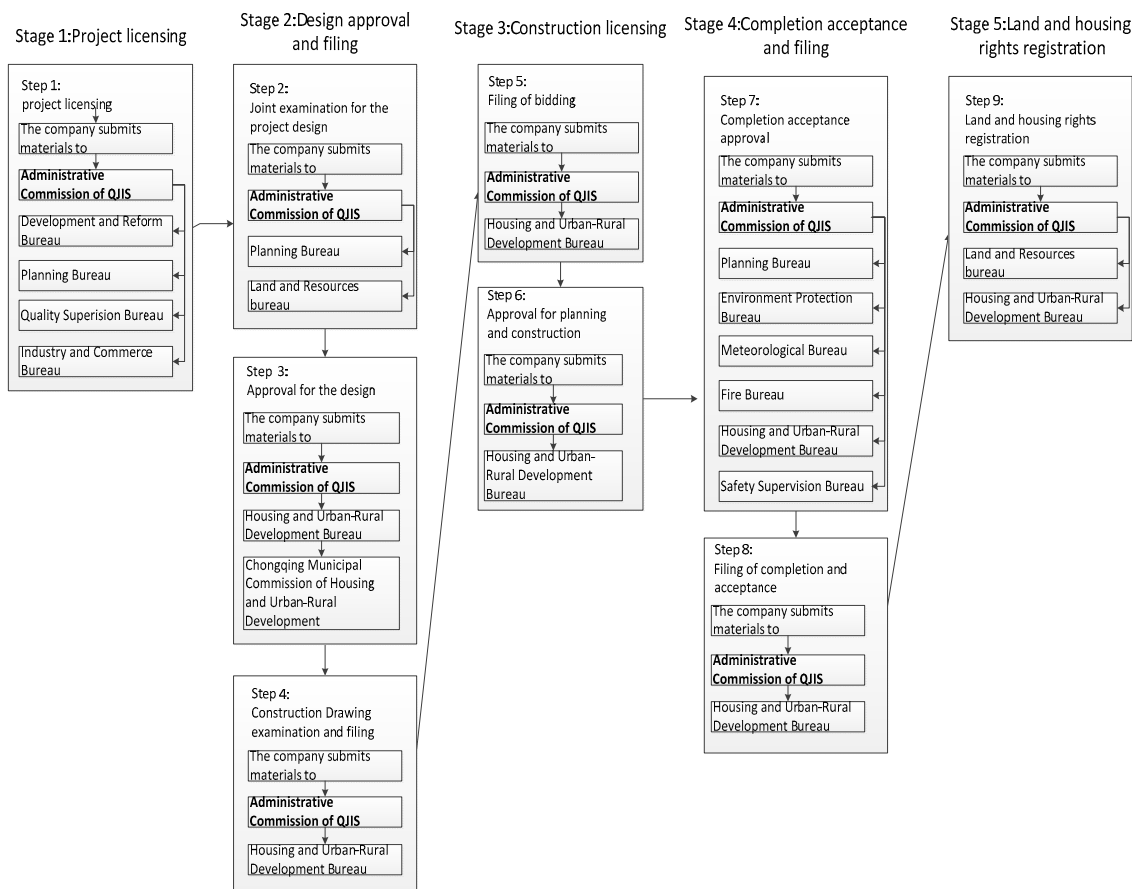 Stage 1:Project licensing
Step 1:
project licensing
The company submits
materials to
Administrative
Commission of QJIS
Development and Reform
Bureau
Planning Bureau
Quality Superision Bureau
Industry and Commerce
Bureau
Stage 2:Design approval
and filing
Step 2:
Joint examination for the
project design
The company submits
materials to
Administrative
Commission of QJIS
Planning Bureau
Land and Resources
bureau
Step 3:
Approval for the design
The company submits
materials to
Administrative
Commission of QJIS
Housing and Urban-Rural
Development Bureau
Chongqing Municipal
Commission of Housing
and Urban-Rural
Development
Step 4:
Construction Drawing
examination and filing
The company submits
materials to
Administrative
Commission of QJIS
Housing and Urban-Rural
Development Bureau
Stage 3:Construction licensing
Step 5:
Filing of bidding
The company submits
materials to
Administrative
Commission of QJIS
Housing and Urban-Rural
Development Bureau
Step 6:
Approval for planning
and construction
The company submits
materials to
Administrative
Commission of QJIS
Housing and Urban-
Rural Development
Bureau
Stage 4:Completion acceptance
and filing
Step 7:
Completion acceptance
approval
The company submits
materials to
Administrative
Commission of QJIS
Planning Bureau
Environment Protection
Bureau
Meteorological Bureau
Fire Bureau
Housing and Urban-Rural
Development Bureau
Safety Supervision Bureau
Step 8:
Filing of completion and
acceptance
The company submits
materials to
Administrative
Commission of QJIS
Housing and Urban-Rural
Development Bureau
Stage 5:Land and housing
rights registration
Step 9:
Land and housing rights
registration
The company submits
materials to
Administrative
Commission of QJIS
Land and Resources
bureau
Housing and Urban-Rural
Development Bureau